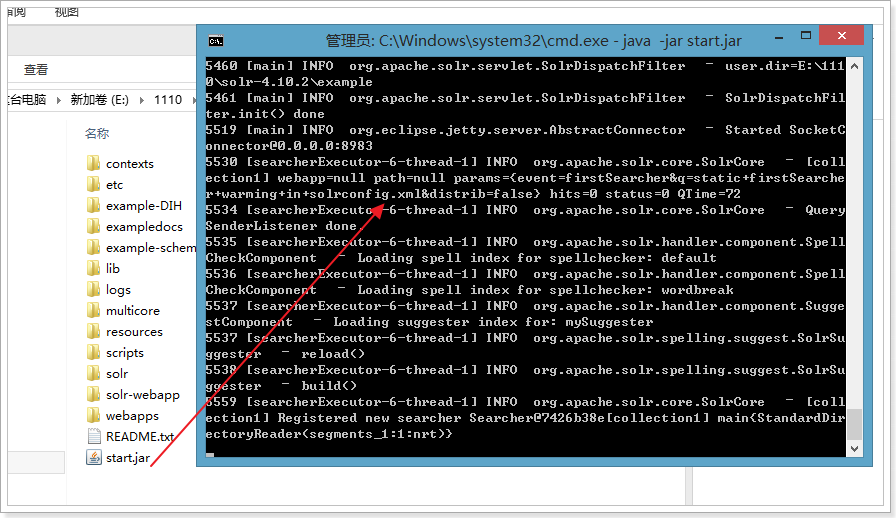 审阅 视图
查看
这台电脑 新加卷 (E:) 1110
名称
contexts
etc
example-DIH
exampledocs
example-schem
lib
logs
multicore
resources
scripts
solr
solr-webapp
webapps
README.txt
start.jar
管理员: C:\Windows\system32\cmd.exe - java -jar start.jar
5460 [main] INFO org.apache.solr.servlet.SolrDispatchFilter – user.dir=E:\111
0\solr-4.10.2\example
5461 [main] INFO org.apache.solr.servlet.SolrDispatchFilter – SolrDispatchFil
ter.init() done
5519 [main] INFO org.eclipse.jetty.server.AbstractConnector – Started SocketC
onnector@0.0.0.0:8983
5530 [searcherExecutor-6-thread-1] INFO org.apache.solr.core.SolrCore – [coll
ection1] webapp=null path=null params={event=firstSearcher&q=static+firstSearche
r+warming+in+solrconfig.xml&distrib=false} hits=0 status=0 QTime=72
5534 [searcherExecutor-6-thread-1] INFO org.apache.solr.core.SolrCore – Query
SenderListener done.
5535 [searcherExecutor-6-thread-1] INFO org.apache.solr.handler.component.Spell
CheckComponent – Loading spell index for spellchecker: default
5536 [searcherExecutor-6-thread-1] INFO org.apache.solr.handler.component.Spell
CheckComponent – Loading spell index for spellchecker: wordbreak
5537 [searcherExecutor-6-thread-1] INFO org.apache.solr.handler.component.Sugge
stComponent – Loading suggester index for: mySuggester
5537 [searcherExecutor-6-thread-1] INFO org.apache.solr.spelling.suggest.SolrSu
ggester – reload()
5538 [searcherExecutor-6-thread-1] INFO org.apache.solr.spelling.suggest.SolrSu
ggester – build()
5559 [searcherExecutor-6-thread-1] INFO org.apache.solr.core.SolrCore – [coll
ection1] Registered new searcher Searcher@7426b38e[collection1] main{StandardDir
ectoryReader(segments_1:1:nrt)}